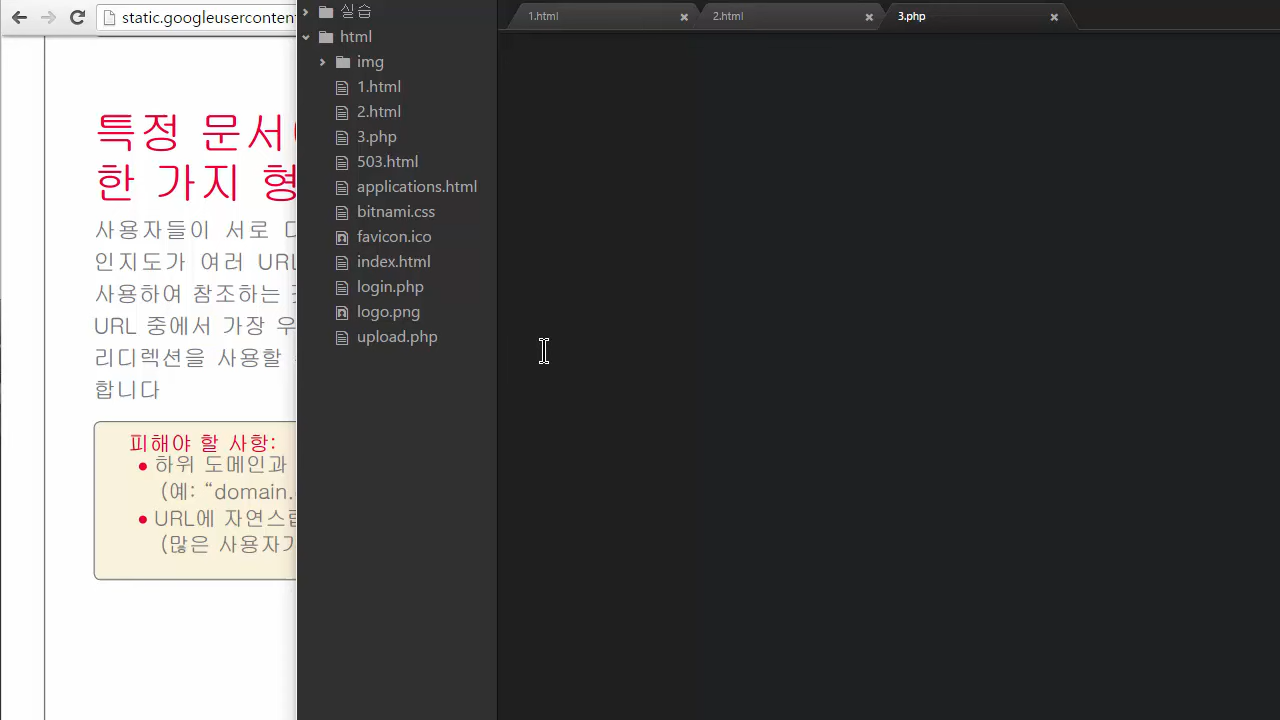 static.googleusercontent
특정 문서
한 가지 형
사용자들이 서로 다
인지도가 여러 URL
사용하여 참조하는
URL 중에서 가장 우
리디렉션을 사용할
합니다
피해야 할 사항:
하위 도메인과
(예: “domain.
URL에 자연스럽
(많은 사용자가
실습
html
img
1.html
2.html
3.php
503.html
applications.html
bitnami.css
favicon.ico
index.html
login.php
logo.png
upload.php
1.html
2.html
3.php